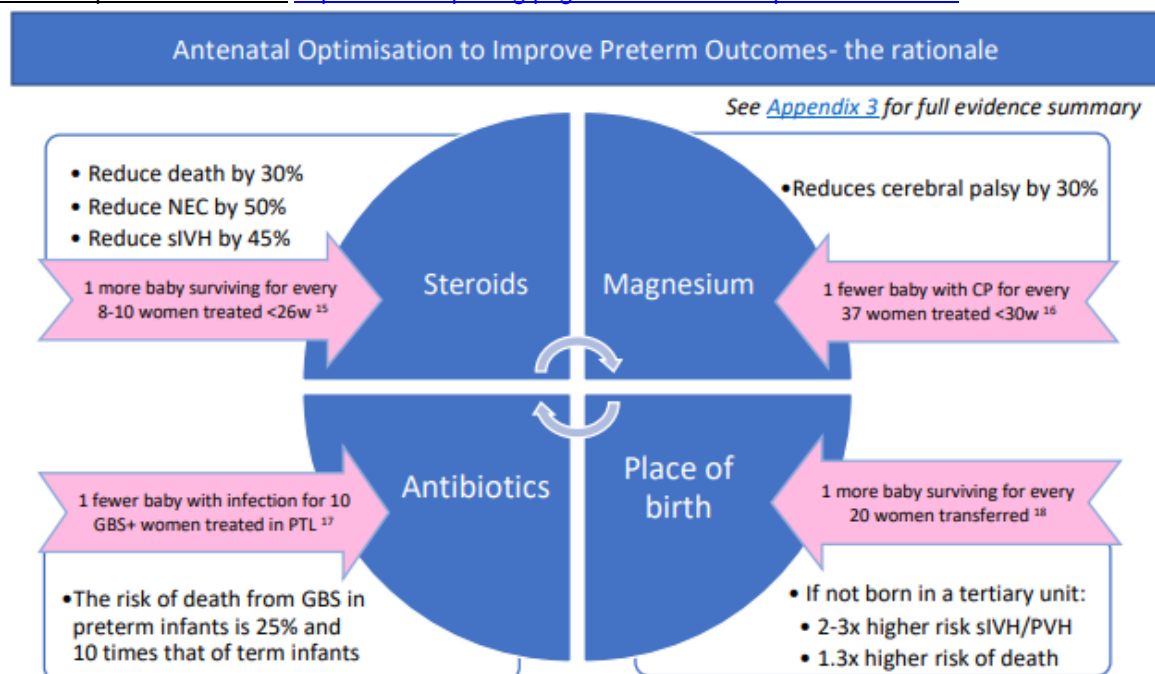 Antenatal Optimisation to Improve Preterm Outcomes- the rationale
See Appendix 3 for full evidence summary
• Reduce death by 30%
• Reduce NEC by 50%
• Reduce sIVH by 45%
1 more baby surviving for every
8-10 women treated <26w 15
Steroids
Magnesium
•Reduces cerebral palsy by 30%
1 fewer baby with CP for every
37 women treated <30w 16
Antibiotics
Place of
birth
1 fewer baby with infection for 10
GBS+ women treated in PTL 17
•The risk of death from GBS in
preterm infants is 25% and
10 times that of term infants
1 more baby surviving for every
20 women transferred 18
• If not born in a tertiary unit:
• 2-3x higher risk sIVH/PVH
• 1.3x higher risk of death